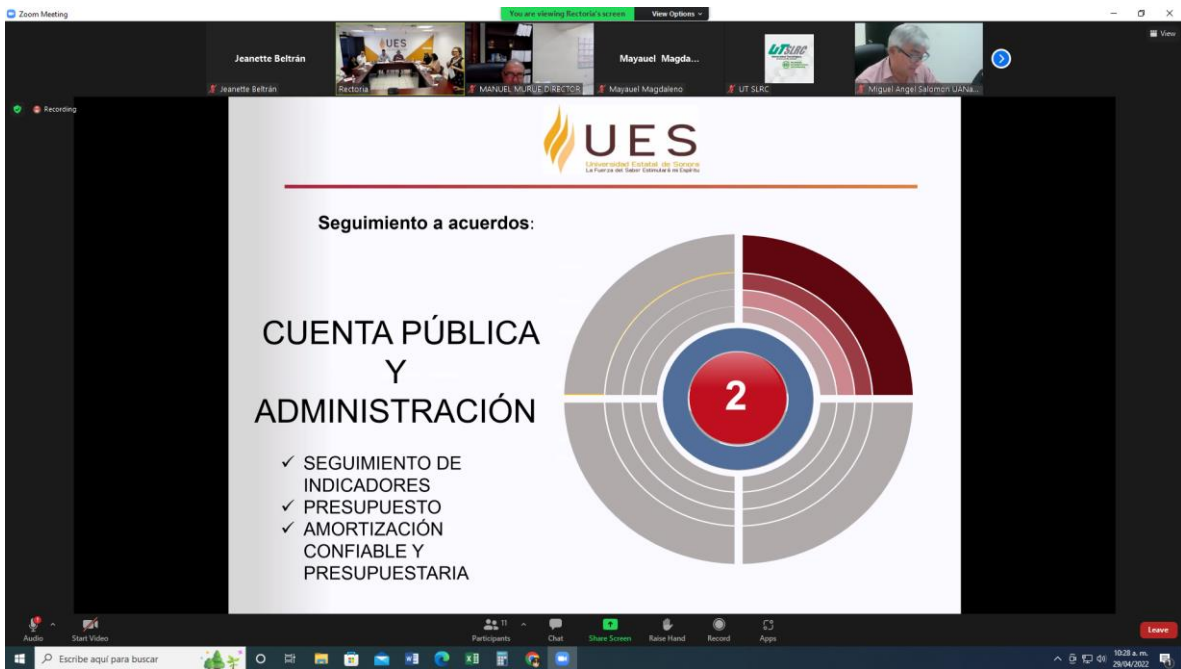 Zoom Meeting
You are viewing Rectoria's screen
View Options
View
Jeanette Beltrán
UES
Mayauel Magda...
UTSLRC
Jeanette Beltrán
Rectoria
MANUEL MURUE DIRECTOR
Mayauel Magdaleno
UT SLRC
Miguel Angel Salomon UANa...
Recording
UES
Universidad Estatal de Sonora
La Fuerza del Saber Estimulará mi Espíritu
Seguimiento a acuerdos:
CUENTA PÚBLICA
Y
ADMINISTRACIÓN
2
✓ SEGUIMIENTO DE
INDICADORES
✓ PRESUPUESTO
✓ AMORTIZACIÓN
CONFIABLE Y
PRESUPUESTARIA
Audio
Start Video
11
Participants
Chat
Share Screen
Raise Hand
Record
Apps
Leave
Escribe aquí para buscar
10:28 a. m.
29/04/2022